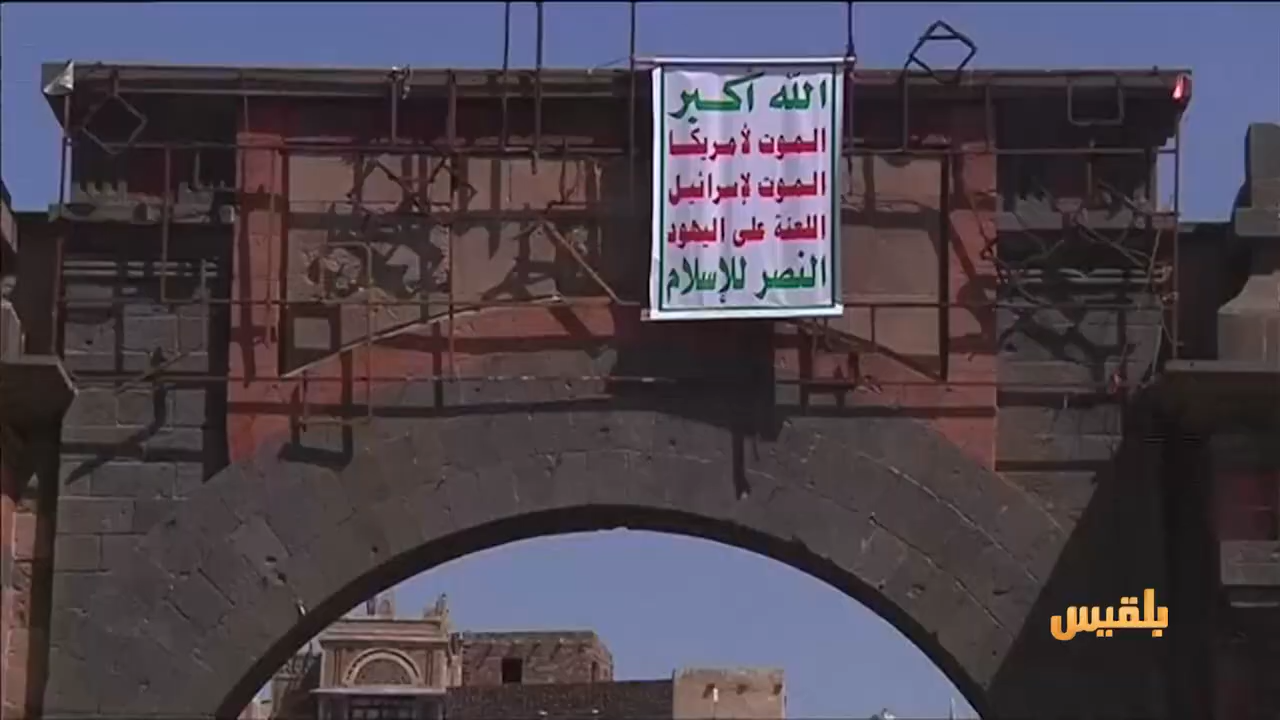 الله أكبر
الموت لأمريكا
الموت لإسرائيل
اللعنة على اليهود
النصر للإسلام
بلقيس